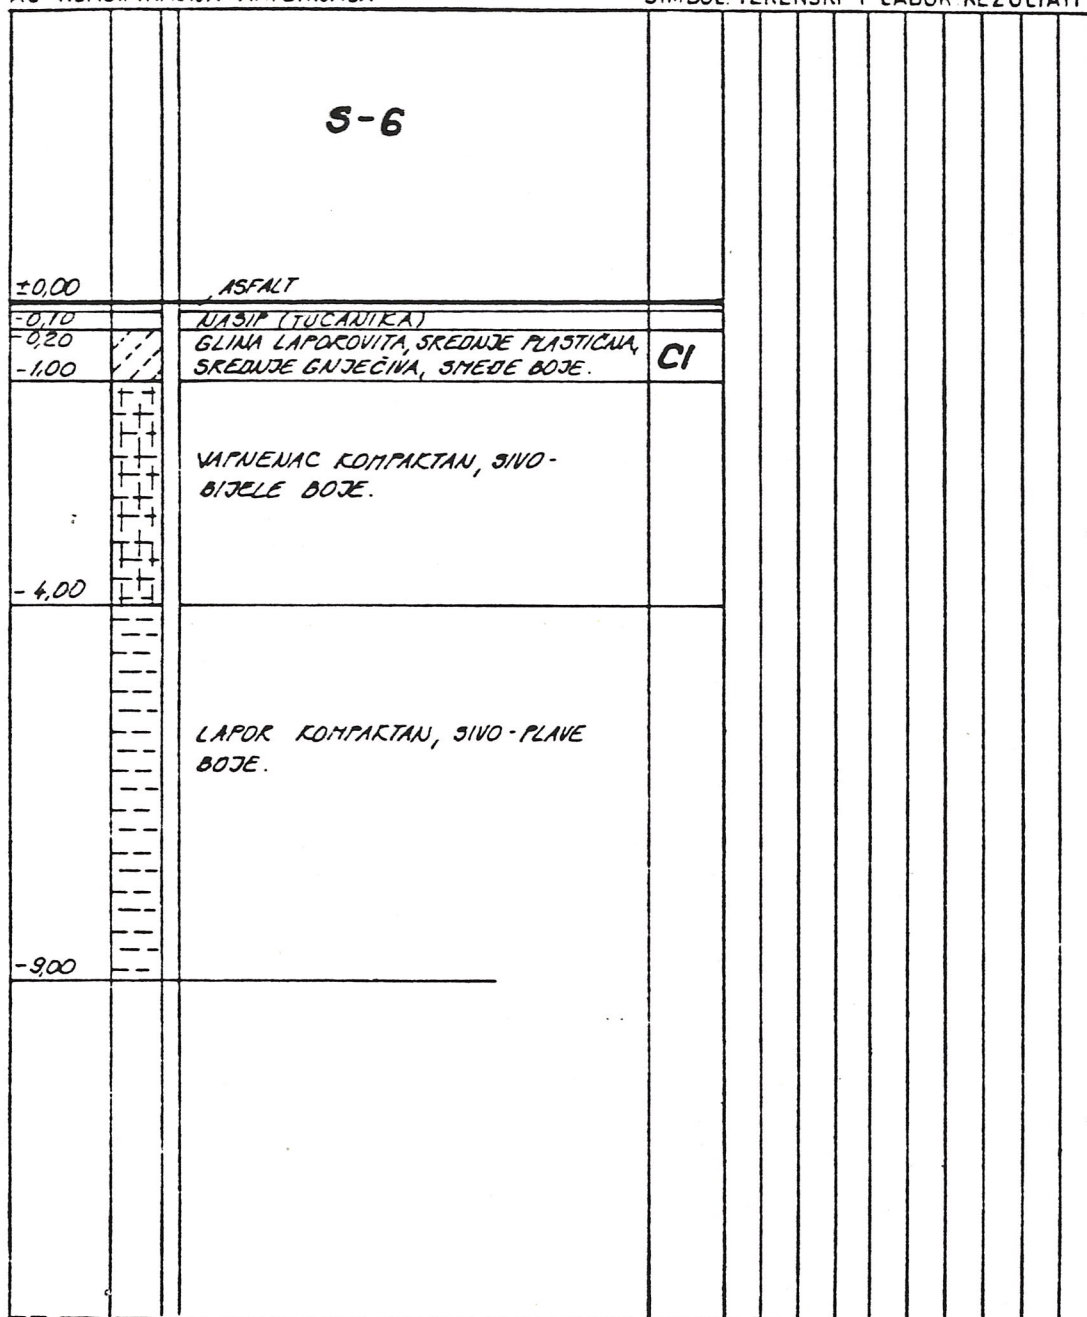 SIMBOL. TERENSKI I LABOR. REZULTATI
S-6
±0,00 ASFALT
-0,10 NASIP (TUCANIKA)
-0,20 GLINA LAPOROVITA, SREDNJE PLASTIČNA,
-1,00 SREDNJE GNJEČIVA, SMEĐE BOJE. CI
VAPNENAC KOMPAKTAN, SIVO-
BIJELE BOJE.
-4,00
LAPOR KOMPAKTAN, SIVO-PLAVE
BOJE.
-9,00